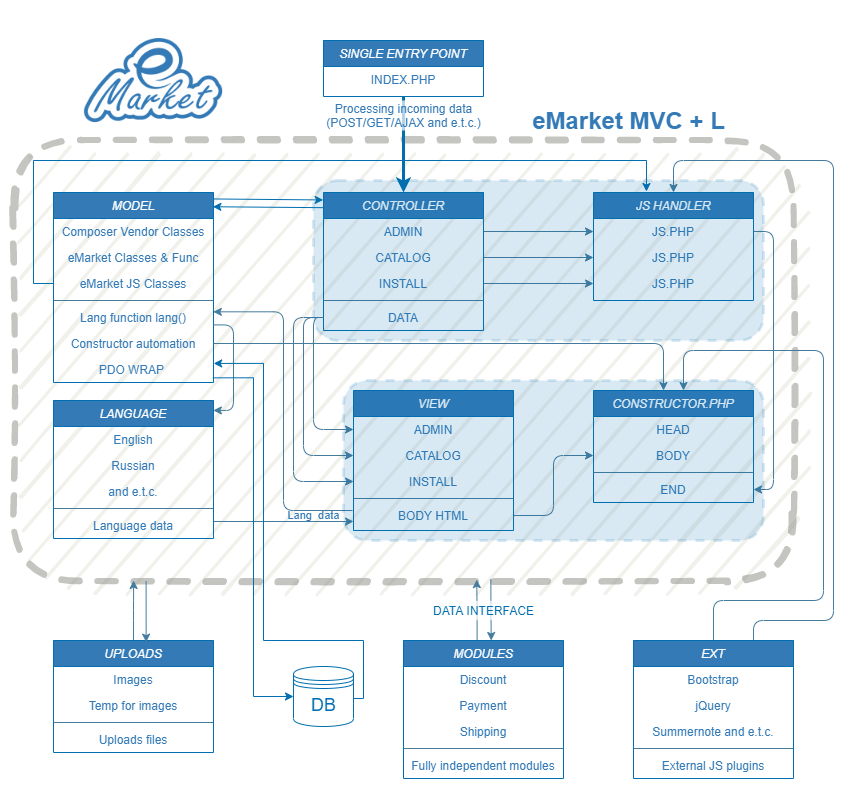 e
Market
SINGLE ENTRY POINT
INDEX.PHP
Processing incoming data
(POST/GET/AJAX and e.t.c.)
eMarket MVC + L
MODEL
Composer Vendor Classes
eMarket Classes & Func
eMarket JS Classes
Lang function lang()
Constructor automation
PDO WRAP
CONTROLLER
ADMIN
CATALOG
INSTALL
DATA
JS HANDLER
JS.PHP
JS.PHP
JS.PHP
LANGUAGE
English
Russian
and e.t.c.
Language data
VIEW
ADMIN
CATALOG
INSTALL
BODY HTML
Lang data
CONSTRUCTOR.PHP
HEAD
BODY
END
DATA INTERFACE
UPLOADS
Images
Temp for images
Uploads files
DB
MODULES
Discount
Payment
Shipping
Fully independent modules
EXT
Bootstrap
jQuery
Summernote and e.t.c.
External JS plugins